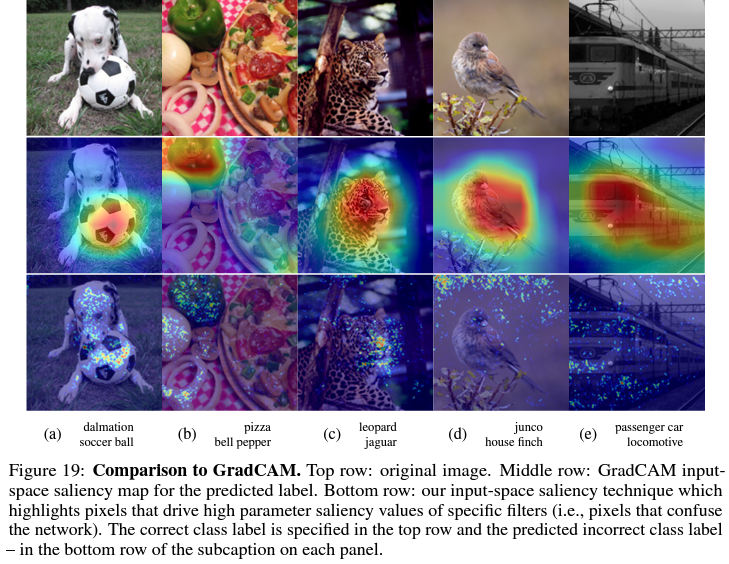 (a) dalmation
soccer ball
(b) pizza
bell pepper
(c) leopard
jaguar
(d) junco
house finch
(e) passenger car
locomotive
Figure 19: Comparison to GradCAM. Top row: original image. Middle row: GradCAM input-
space saliency map for the predicted label. Bottom row: our input-space saliency technique which
highlights pixels that drive high parameter saliency values of specific filters (i.e., pixels that confuse
the network). The correct class label is specified in the top row and the predicted incorrect class label
– in the bottom row of the subcaption on each panel.